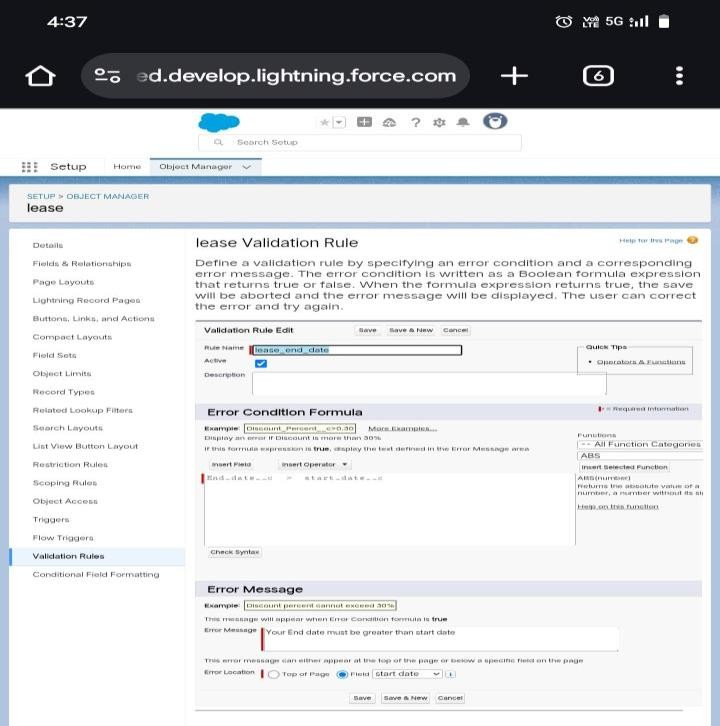 4:37
VoD LTE 5G
ed.develop.lightning.force.com
6
Search Setup
Setup Home Object Manager
SETUP > OBJECT MANAGER
lease
Details
Fields & Relationships
Page Layouts
Lightning Record Pages
Buttons, Links, and Actions
Compact Layouts
Field Sets
Object Limits
Record Types
Related Lookup Filters
Search Layouts
List View Button Layout
Restriction Rules
Scoping Rules
Object Access
Triggers
Flow Triggers
Validation Rules
Conditional Field Formatting
lease Validation Rule
Help for this Page
Define a validation rule by specifying an error condition and a corresponding
error message. The error condition is written as a Boolean formula expression
that returns true or false. When the formula expression returns true, the save
will be aborted and the error message will be displayed. The user can correct
the error and try again.
Validation Rule Edit Save Save & New Cancel
Rule Name lease_end_date
Active
Description
Quick Tips
• Operators & Functions
Error Condition Formula
= Required Information
Example: Discount_Percent__c>0.30 More Examples...
Display an error if Discount is more than 30%
If this formula expression is true, display the text defined in the Error Message area
Insert Field Insert Operator
End_date__c > start_date__c
Check Syntax
Functions
-- All Function Categories
ABS
Insert Selected Function
ABS(number)
Returns the absolute value of a
number, a number without its si
Help on this function
Error Message
Example: Discount percent cannot exceed 30%
This message will appear when Error Condition formula is true
Error Message Your End date must be greater than start date
This error message can either appear at the top of the page or below a specific field on the page
Error Location Top of Page Field start date i
Save Save & New Cancel